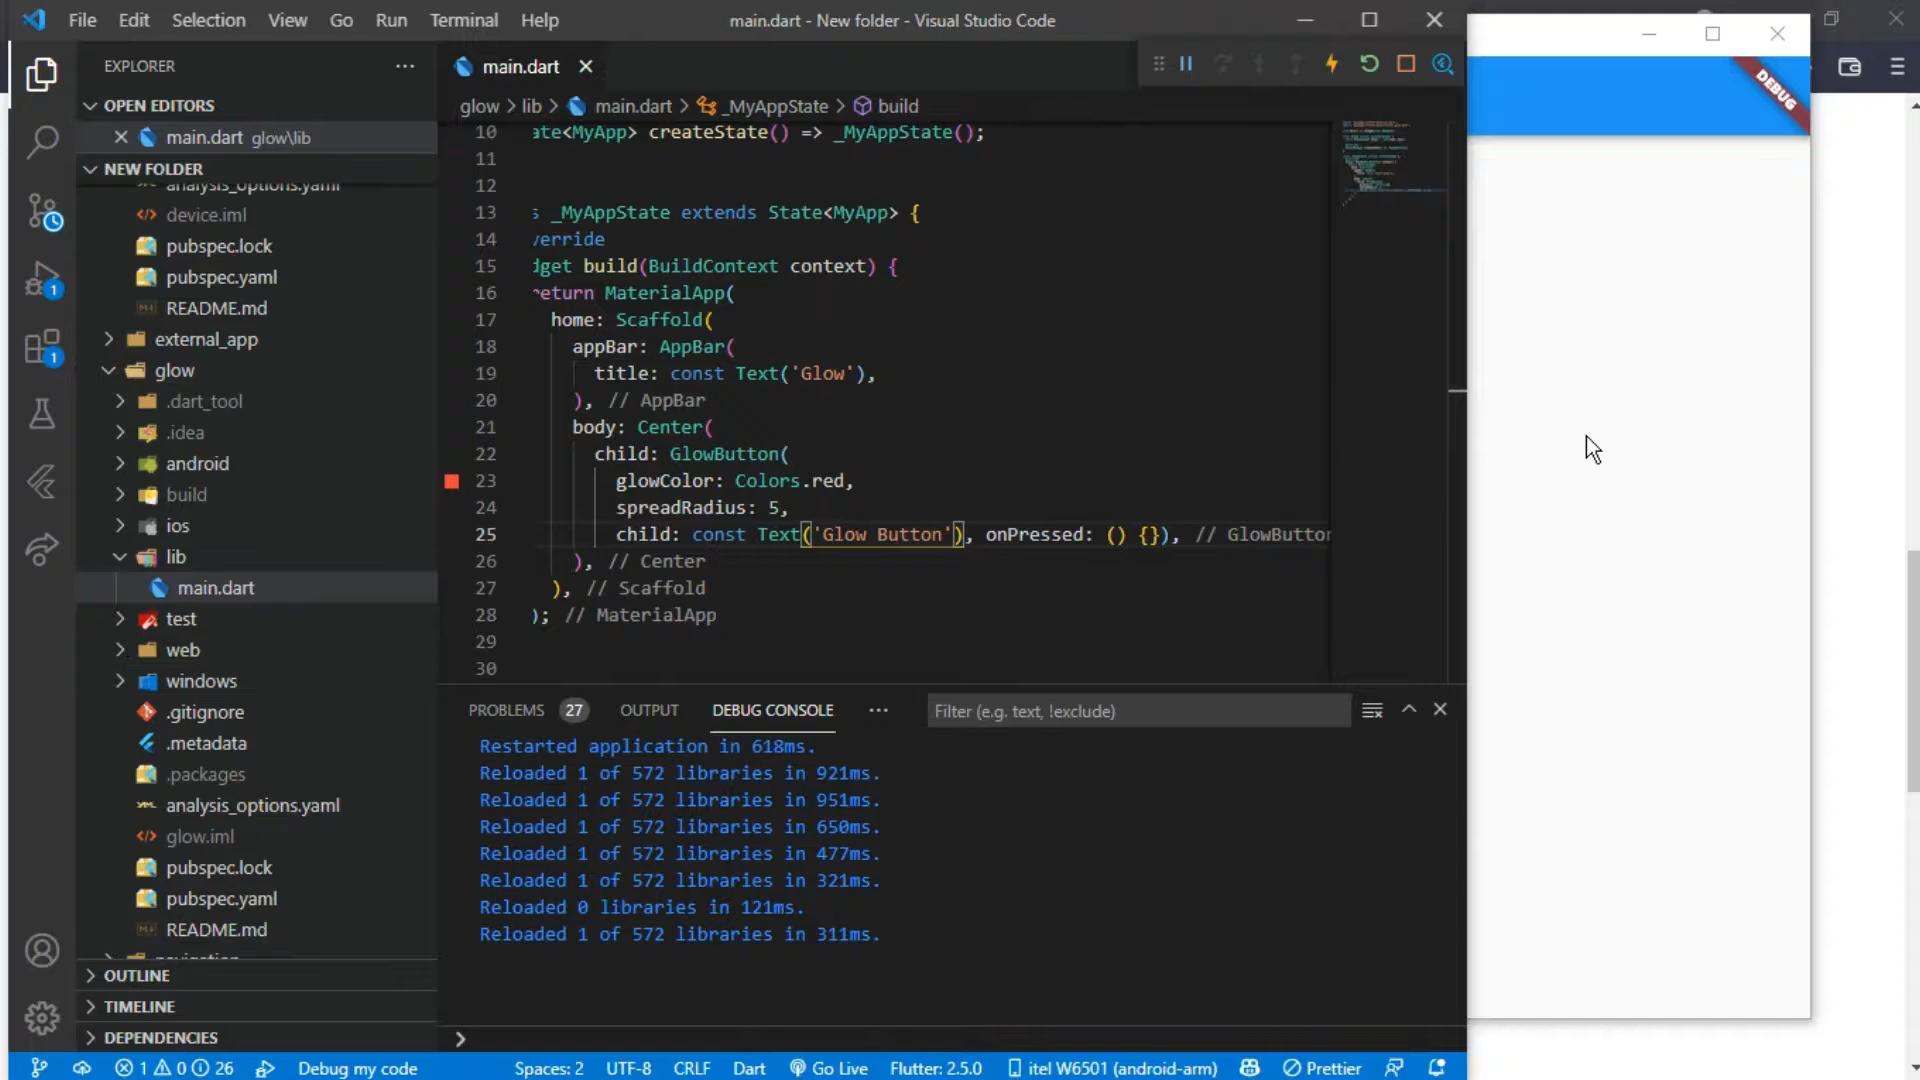 File Edit Selection View Go Run Terminal Help
main.dart - New folder - Visual Studio Code
EXPLORER
OPEN EDITORS
main.dart glow\lib
NEW FOLDER
analysis_options.yaml
device.iml
pubspec.lock
pubspec.yaml
README.md
external_app
glow
.dart_tool
.idea
android
build
ios
lib
main.dart
test
web
windows
.gitignore
.metadata
.packages
analysis_options.yaml
glow.iml
pubspec.lock
pubspec.yaml
README.md
OUTLINE
TIMELINE
DEPENDENCIES
1
1
main.dart
glow > lib > main.dart > _MyAppState > build
10 ate<MyApp> createState() => _MyAppState();
11
12
13 s _MyAppState extends State<MyApp> {
14 verride
15 dget build(BuildContext context) {
16 return MaterialApp(
17 home: Scaffold(
18 appBar: AppBar(
19 title: const Text('Glow'),
20 ), // AppBar
21 body: Center(
22 child: GlowButton(
23 glowColor: Colors.red,
24 spreadRadius: 5,
25 child: const Text('Glow Button'), onPressed: () {}), // GlowButton
26 ), // Center
27 ), // Scaffold
28 ); // MaterialApp
29
30
PROBLEMS 27 OUTPUT DEBUG CONSOLE ··· Filter (e.g. text, !exclude)
Restarted application in 618ms.
Reloaded 1 of 572 libraries in 921ms.
Reloaded 1 of 572 libraries in 951ms.
Reloaded 1 of 572 libraries in 650ms.
Reloaded 1 of 572 libraries in 477ms.
Reloaded 1 of 572 libraries in 321ms.
Reloaded 0 libraries in 121ms.
Reloaded 1 of 572 libraries in 311ms.
1 0 26 Debug my code Spaces: 2 UTF-8 CRLF Dart Go Live Flutter: 2.5.0 itel W6501 (android-arm) Prettier
DEBUG